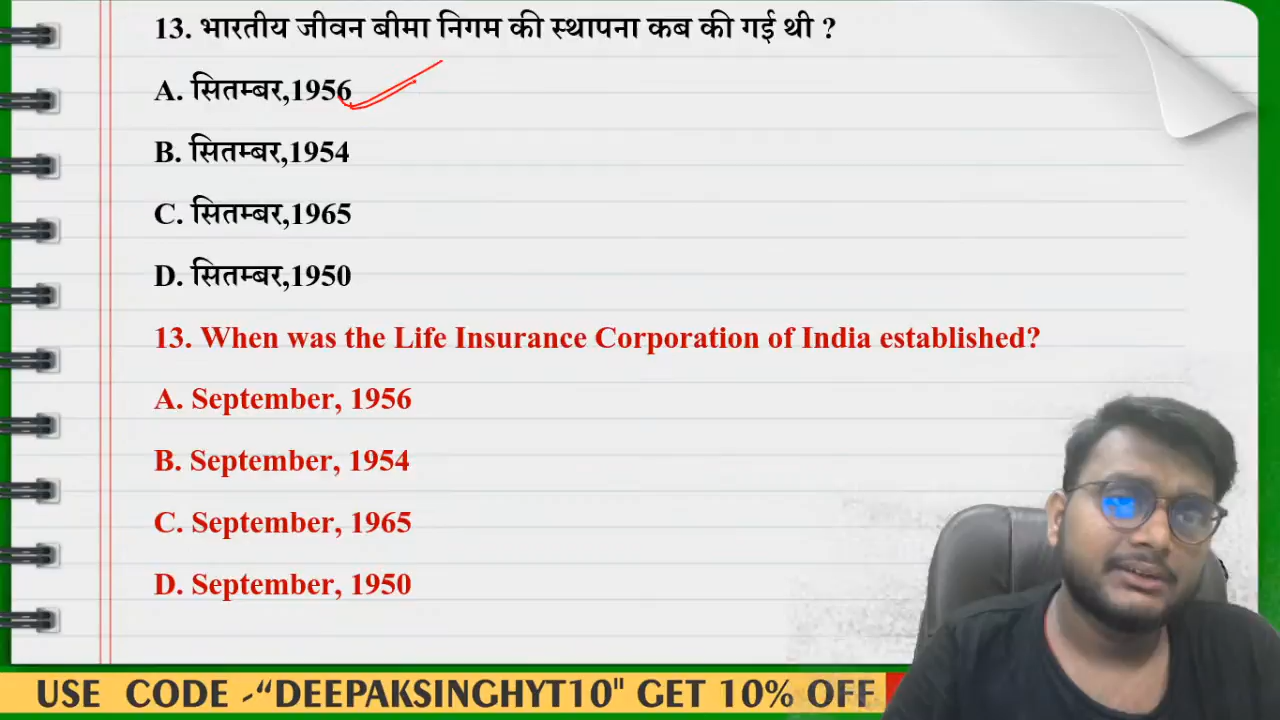 13. भारतीय जीवन बीमा निगम की स्थापना कब की गई थी ?
A. सितम्बर,1956
B. सितम्बर,1954
C. सितम्बर,1965
D. सितम्बर,1950
13. When was the Life Insurance Corporation of India established?
A. September, 1956
B. September, 1954
C. September, 1965
D. September, 1950
USE CODE -“DEEPAKSINGHYT10" GET 10% OFF